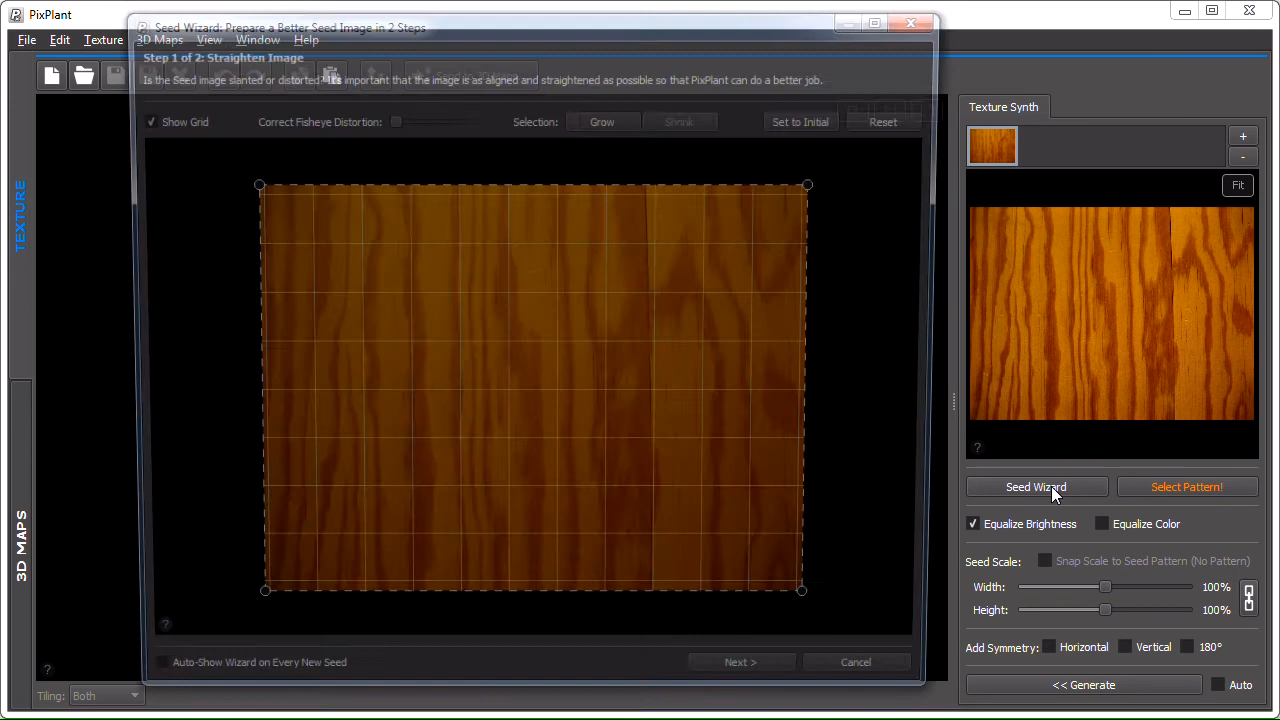 PixPlant
Seed Wizard: Prepare a Better Seed Image in 2 Steps
File Edit Texture 3D Maps View Window Help
Step 1 of 2: Straighten Image
Is the Seed image slanted or distorted? It's important that the image is as aligned and straightened as possible so that PixPlant can do a better job.
Show Grid Correct Fisheye Distortion: Selection: Grow Shrink Set to Initial Reset
TEXTURE
3D MAPS
?
Auto-Show Wizard on Every New Seed Next > Cancel
?
Tiling: Both
Texture Synth
+
-
Fit
?
Seed Wizard Select Pattern!
Equalize Brightness Equalize Color
Seed Scale: Snap Scale to Seed Pattern (No Pattern)
Width: 100%
Height: 100%
Add Symmetry: Horizontal Vertical 180°
<< Generate Auto